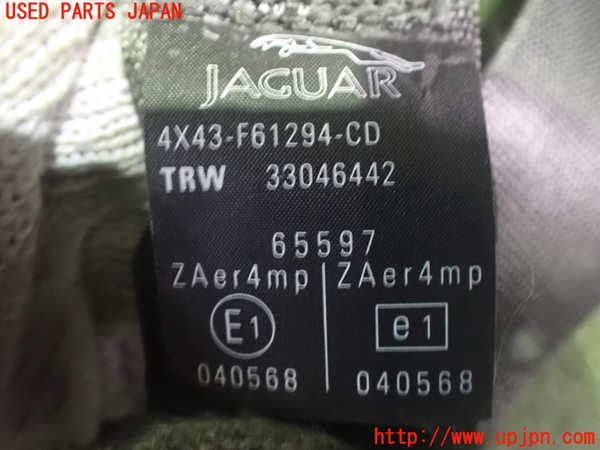 USED PARTS JAPAN
JAGUAR
4X43-F61294-CD
TRW 33046442
65597
ZAer4mp ZAer4mp
E1 e1
040568 040568
http://www.upjpn.com/